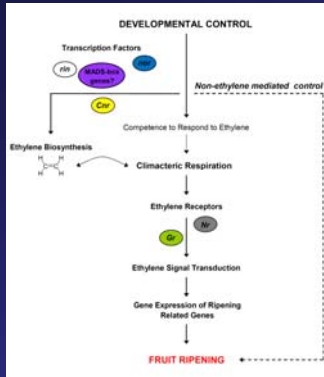 DEVELOPMENTAL CONTROL
Transcription Factors
rin
MADS-box
genes?
nor
Non-ethylene mediated control
Cnr
Competence to Respond to Ethylene
Ethylene Biosynthesis
H H
C=C
H H
Climacteric Respiration
Ethylene Receptors
Gr
Nr
Ethylene Signal Transduction
Gene Expression of Ripening
Related Genes
FRUIT RIPENING